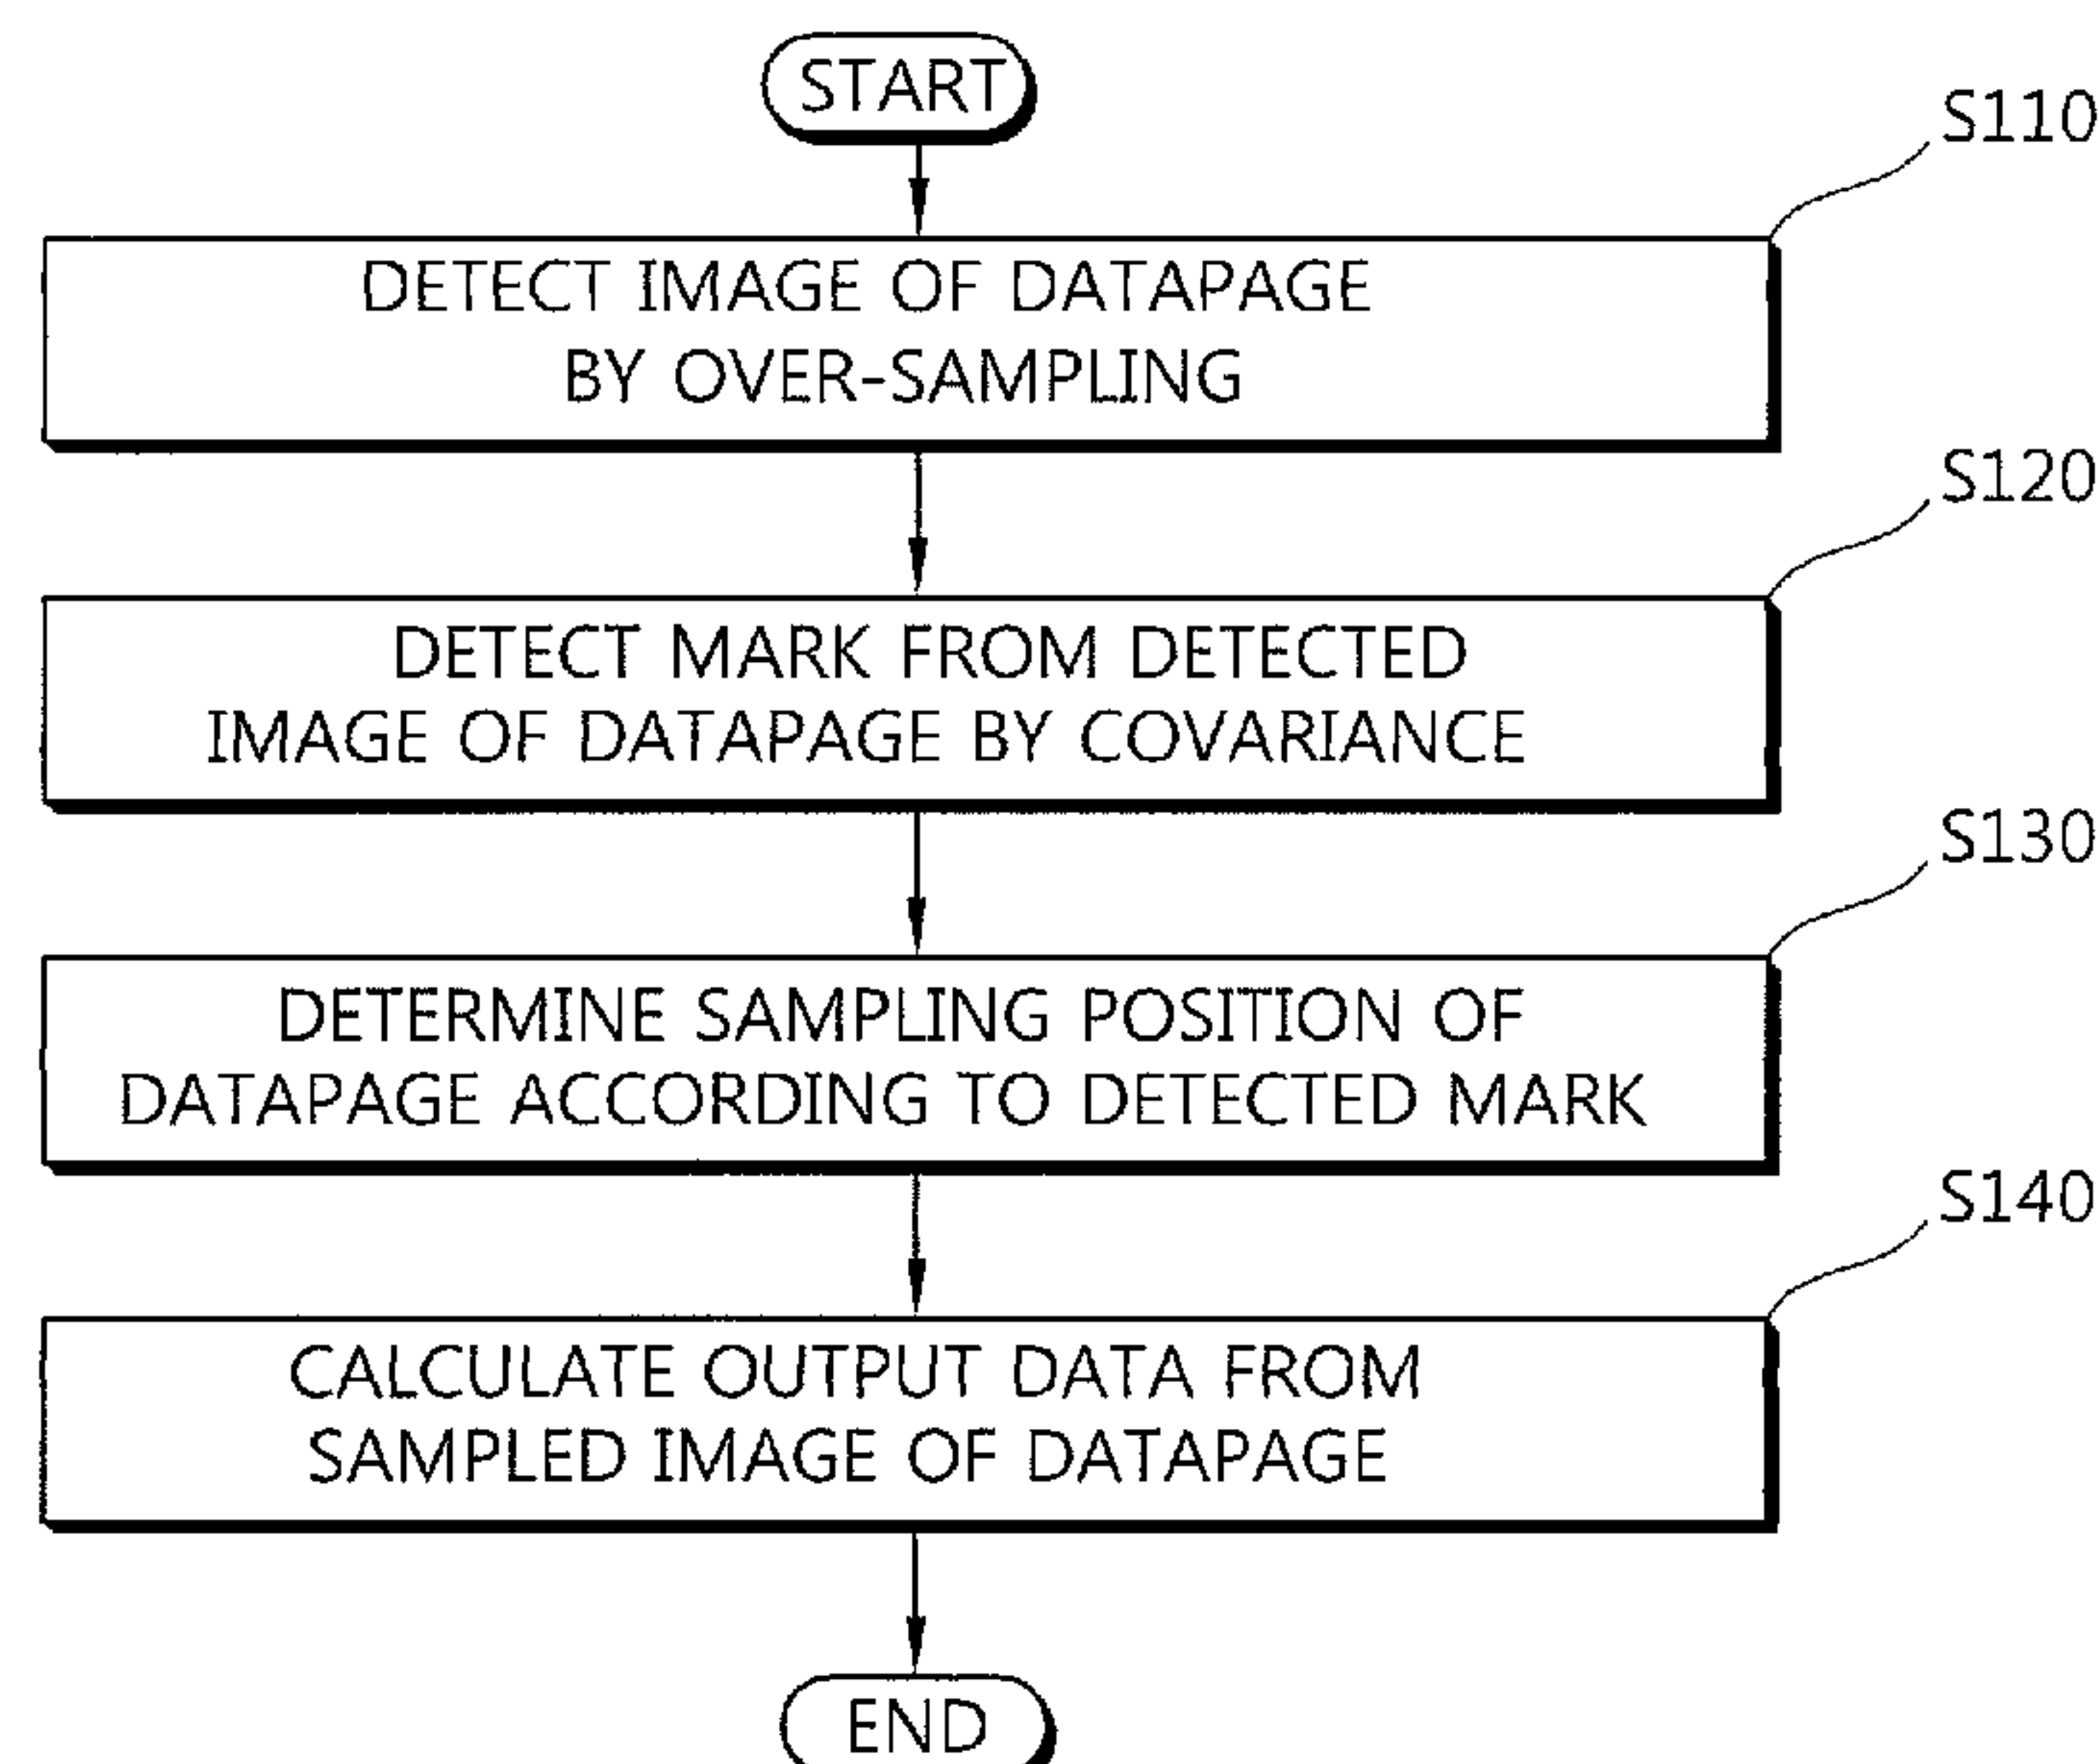 START
S110
DETECT IMAGE OF DATAPAGE
BY OVER-SAMPLING
S120
DETECT MARK FROM DETECTED
IMAGE OF DATAPAGE BY COVARIANCE
S130
DETERMINE SAMPLING POSITION OF
DATAPAGE ACCORDING TO DETECTED MARK
S140
CALCULATE OUTPUT DATA FROM
SAMPLED IMAGE OF DATAPAGE
END